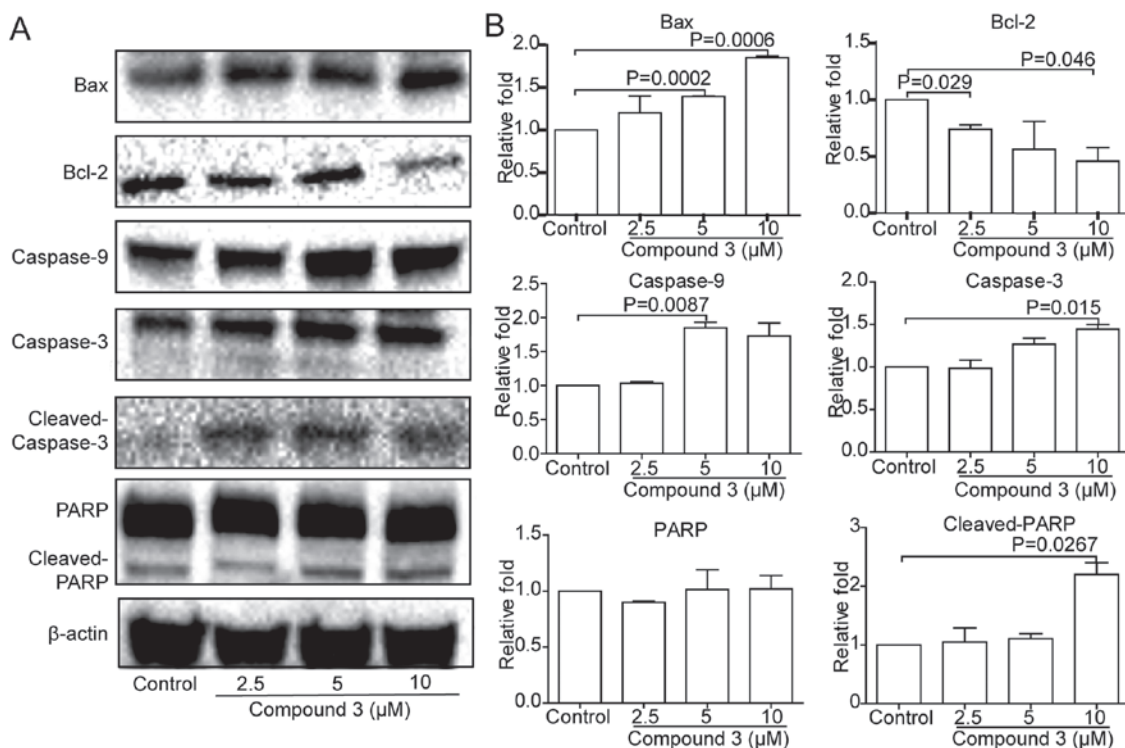 A
Bax
Bcl-2
Caspase-9
Caspase-3
Cleaved-
Caspase-3
PARP
Cleaved-
PARP
β-actin
Control 2.5 5 10
Compound 3 (μM)
B
Bax
Relative fold
2.0
1.5
1.0
0.5
0.0
P=0.0006
P=0.0002
Control 2.5 5 10
Compound 3 (μM)
Bcl-2
Relative fold
1.5
1.0
0.5
0.0
P=0.046
P=0.029
Control 2.5 5 10
Compound 3 (μM)
Caspase-9
Relative fold
2.5
2.0
1.5
1.0
0.5
0.0
P=0.0087
Control 2.5 5 10
Compound 3 (μM)
Caspase-3
Relative fold
2.0
1.5
1.0
0.5
0.0
P=0.015
Control 2.5 5 10
Compound 3 (μM)
PARP
Relative fold
1.5
1.0
0.5
0.0
Control 2.5 5 10
Compound 3 (μM)
Cleaved-PARP
Relative fold
3
2
1
0
P=0.0267
Control 2.5 5 10
Compound 3 (μM)